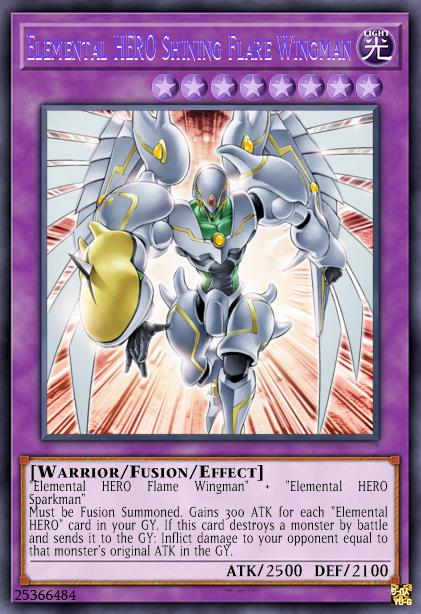 Elemental HERO Shining Flare Wingman
LIGHT
光
[Warrior/Fusion/Effect]
"Elemental HERO Flame Wingman" + "Elemental HERO
Sparkman"
Must be Fusion Summoned. Gains 300 ATK for each "Elemental
HERO" card in your GY. If this card destroys a monster by battle
and sends it to the GY: Inflict damage to your opponent equal to
that monster's original ATK in the GY.
ATK/2500 DEF/2100
25366484